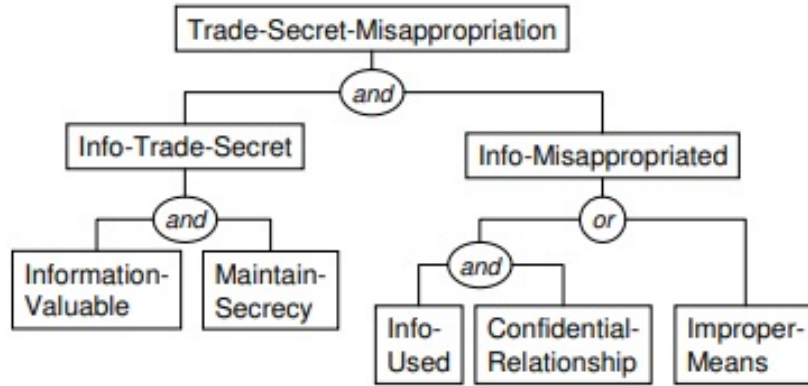 Trade-Secret-Misappropriation
and
Info-Trade-Secret
Info-Misappropriated
and
or
Information-
Valuable
Maintain-
Secrecy
and
Info-
Used
Confidential-
Relationship
Improper-
Means